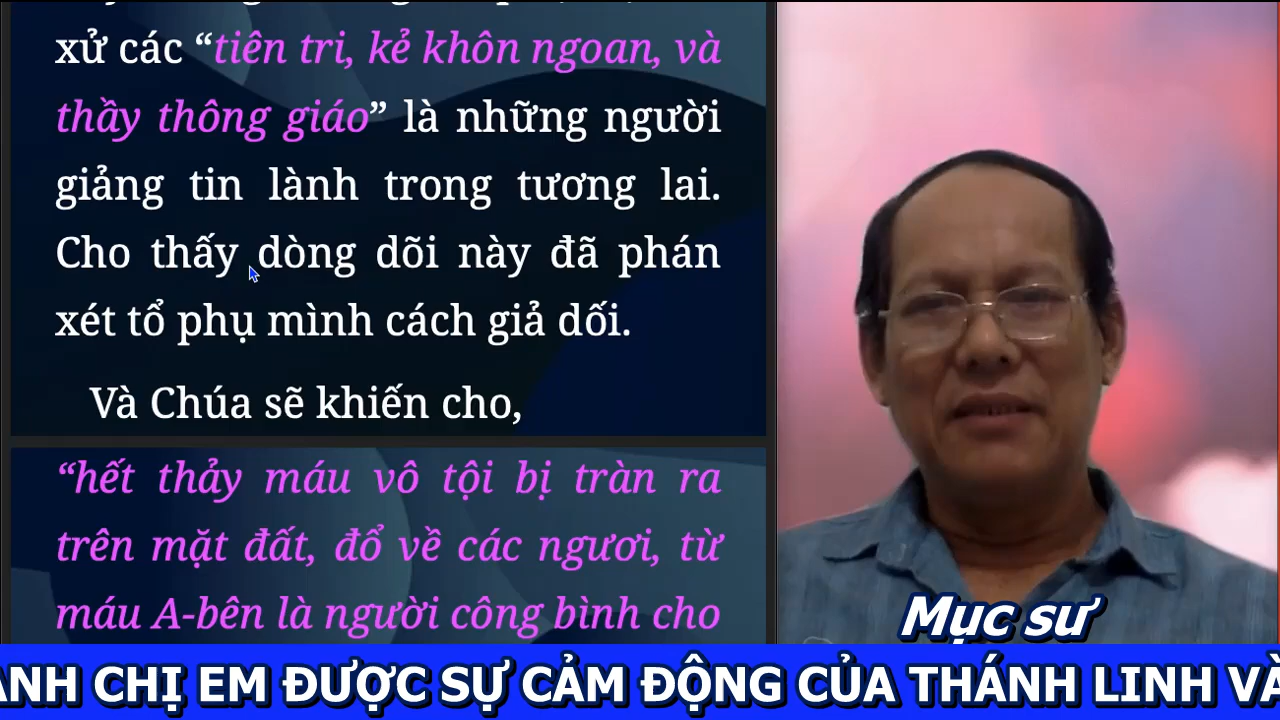 xử các “tiên tri, kẻ khôn ngoan, và
thầy thông giáo” là những người
giảng tin lành trong tương lai.
Cho thấy dòng dõi này đã phán
xét tổ phụ mình cách giả dối.
Và Chúa sẽ khiến cho,
“hết thảy máu vô tội bị tràn ra
trên mặt đất, đổ về các ngươi, từ
máu A-bên là người công bình cho
Mục sư
ANH CHỊ EM ĐƯỢC SỰ CẢM ĐỘNG CỦA THÁNH LINH VÀ